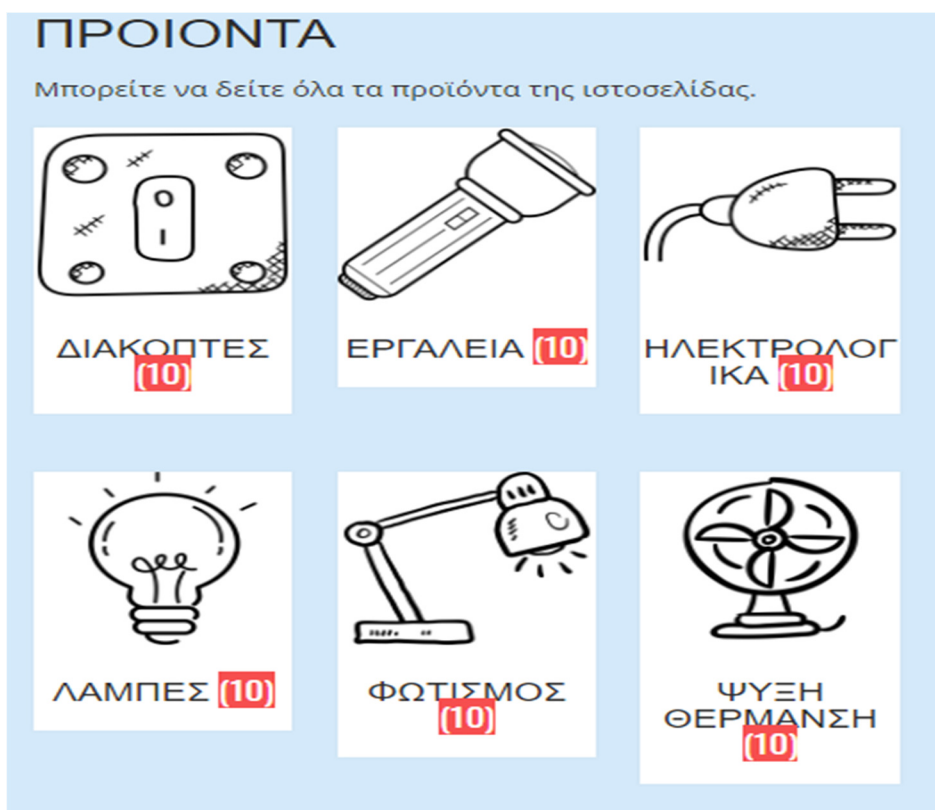 ΠΡΟΙΟΝΤΑ
Μπορείτε να δείτε όλα τα προϊόντα της ιστοσελίδας.
ΔΙΑΚΟΠΤΕΣ
(10)
ΕΡΓΑΛΕΙΑ (10)
ΗΛΕΚΤΡΟΛΟΓ
ΙΚΑ (10)
ΛΑΜΠΕΣ (10)
ΦΩΤΙΣΜΟΣ
(10)
ΨΥΞΗ
ΘΕΡΜΑΝΣΗ
(10)